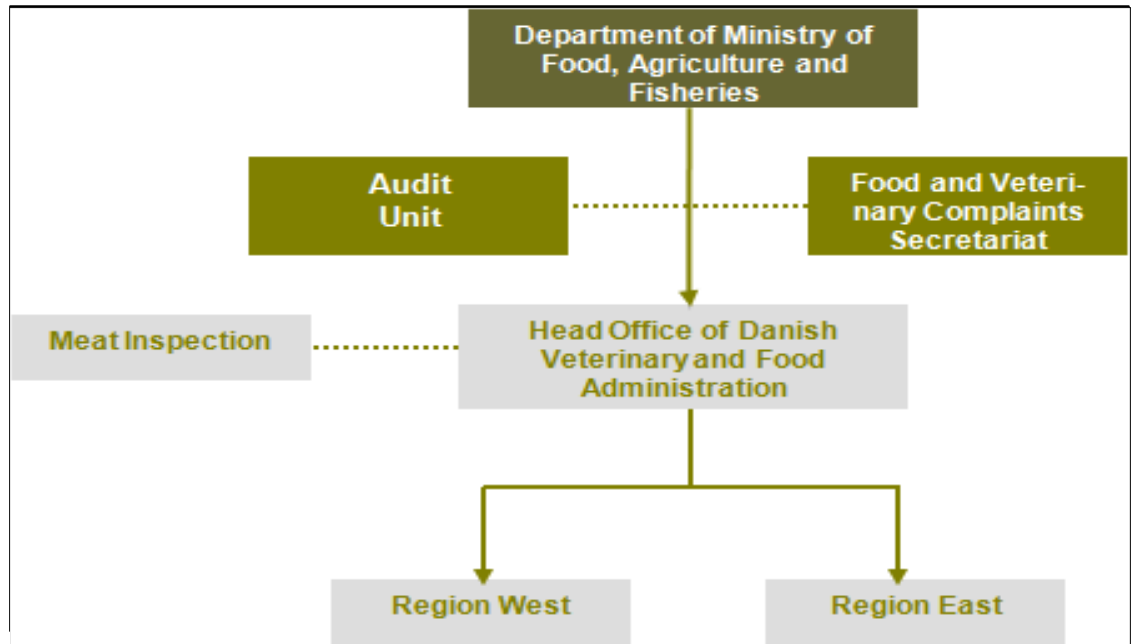 Department of Ministry of
Food, Agriculture and
Fisheries
Audit
Unit
Food and Veteri-
nary Complaints
Secretariat
Meat Inspection
Head Office of Danish
Veterinary and Food
Administration
Region West
Region East